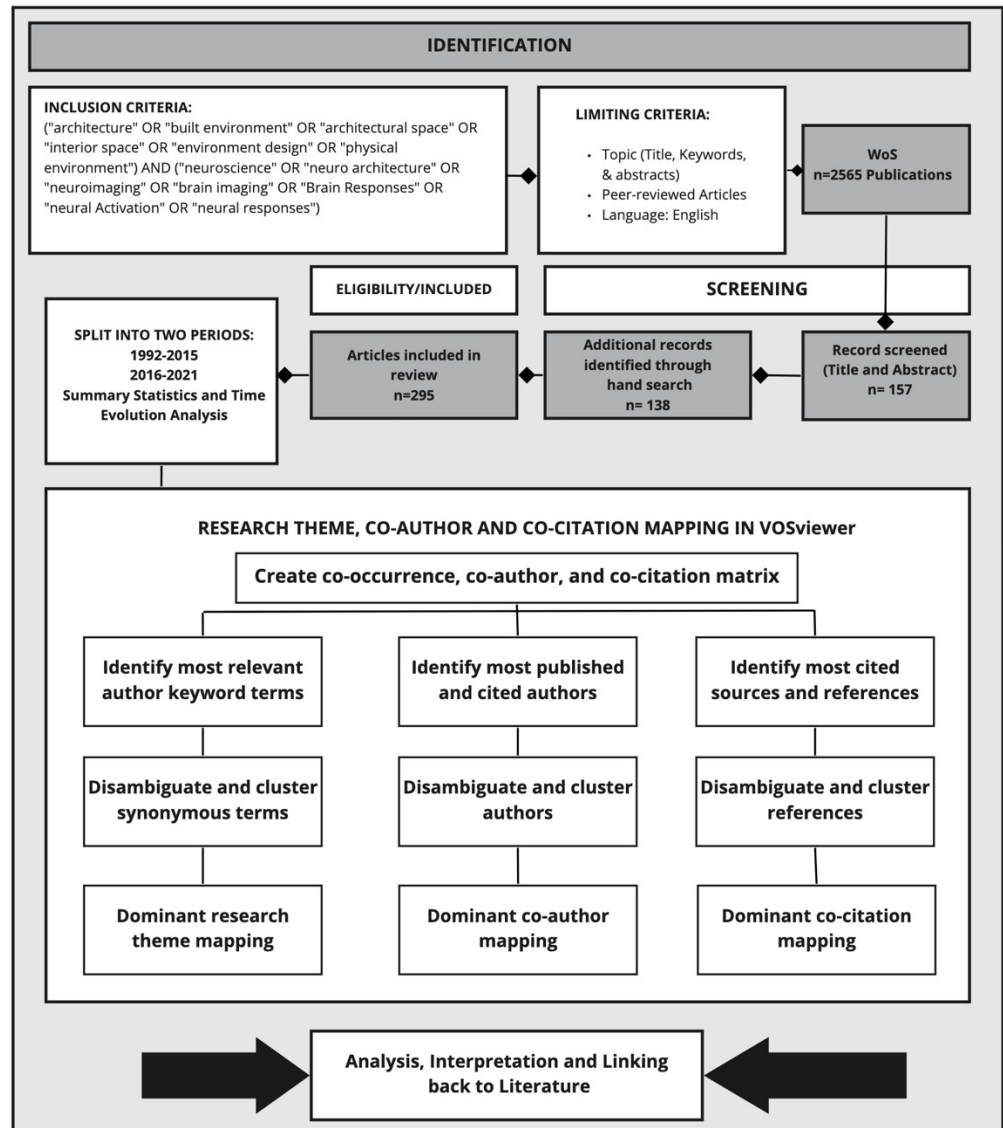 IDENTIFICATION
INCLUSION CRITERIA:
("architecture" OR "built environment" OR "architectural space" OR
"interior space" OR "environment design" OR "physical
environment") AND ("neuroscience" OR "neuro architecture" OR
"neuroimaging" OR "brain imaging" OR "Brain Responses" OR
"neural Activation" OR "neural responses")
LIMITING CRITERIA:
• Topic (Title, Keywords,
& abstracts)
• Peer-reviewed Articles
• Language: English
WoS
n=2565 Publications
SCREENING
Record screened
(Title and Abstract)
n= 157
Additional records
identified through
hand search
n= 138
ELIGIBILITY/INCLUDED
Articles included in
review
n=295
SPLIT INTO TWO PERIODS:
1992-2015
2016-2021
Summary Statistics and Time
Evolution Analysis
RESEARCH THEME, CO-AUTHOR AND CO-CITATION MAPPING IN VOSviewer
Create co-occurrence, co-author, and co-citation matrix
Identify most relevant
author keyword terms
Disambiguate and cluster
synonymous terms
Dominant research
theme mapping
Identify most published
and cited authors
Disambiguate and cluster
authors
Dominant co-author
mapping
Identify most cited
sources and references
Disambiguate and cluster
references
Dominant co-citation
mapping
Analysis, Interpretation and Linking
back to Literature